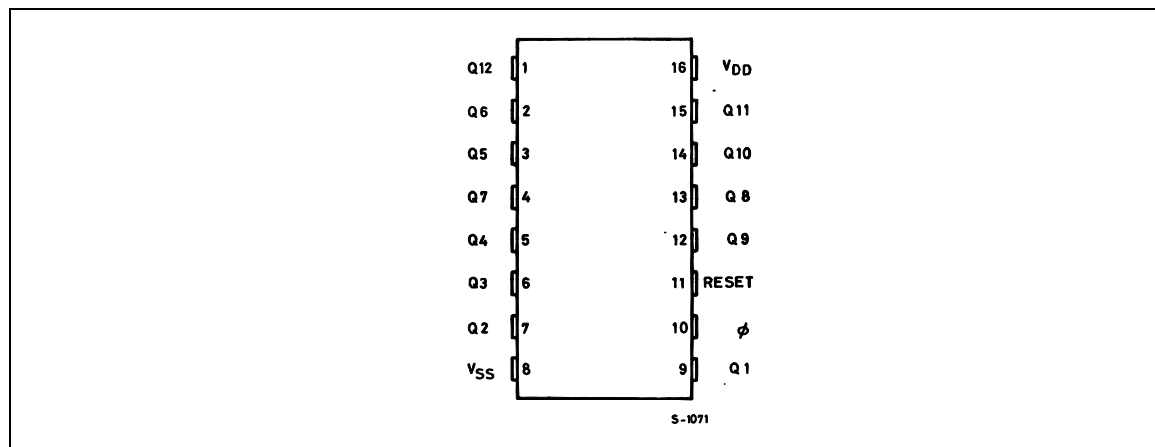 Q12 1 16 VDD
Q6 2 15 Q11
Q5 3 14 Q10
Q7 4 13 Q8
Q4 5 12 Q9
Q3 6 11 RESET
Q2 7 10 ϕ
VSS 8 9 Q1
S-1071